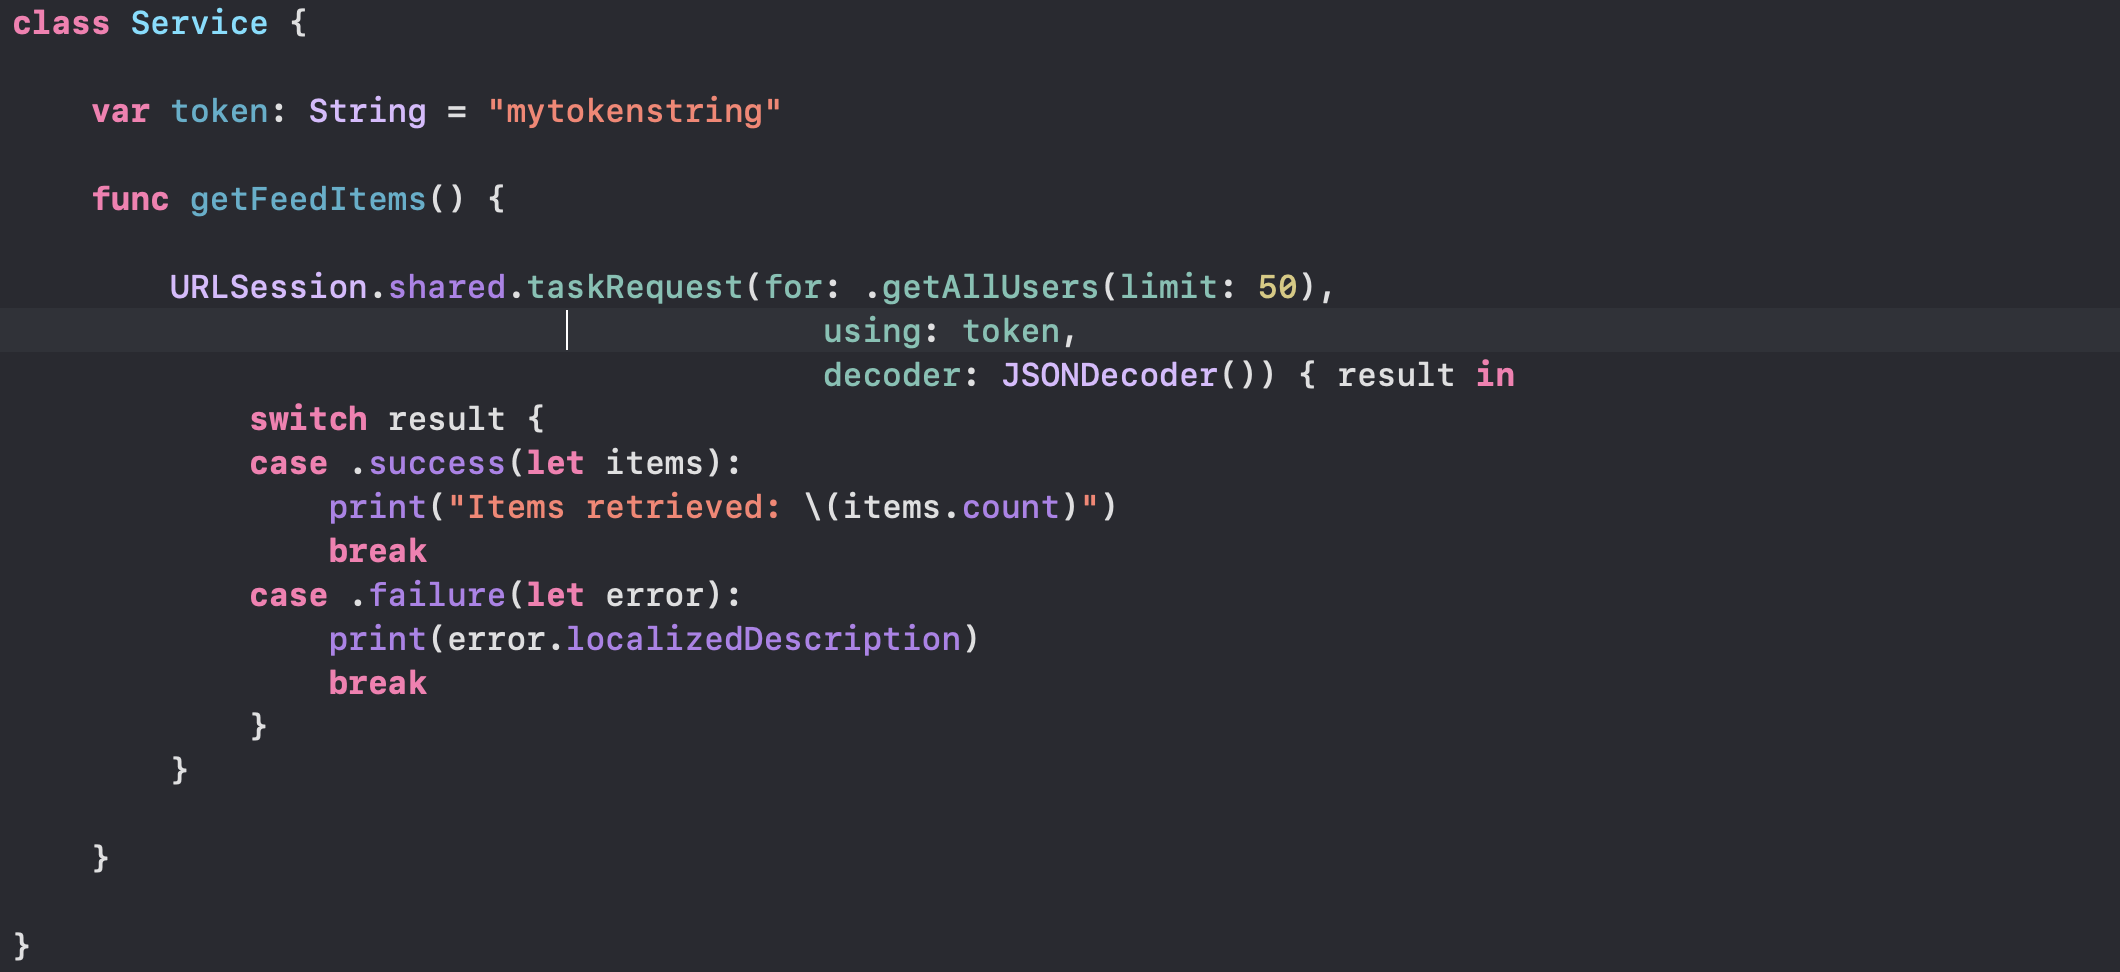 class Service {
    var token: String = "mytokenstring"
    func getFeedItems() {
        URLSession.shared.taskRequest(for: .getAllUsers(limit: 50),
                                         using: token,
                                         decoder: JSONDecoder()) { result in
            switch result {
            case .success(let items):
                print("Items retrieved: \(items.count)")
                break
            case .failure(let error):
                print(error.localizedDescription)
                break
            }
        }
    }
}